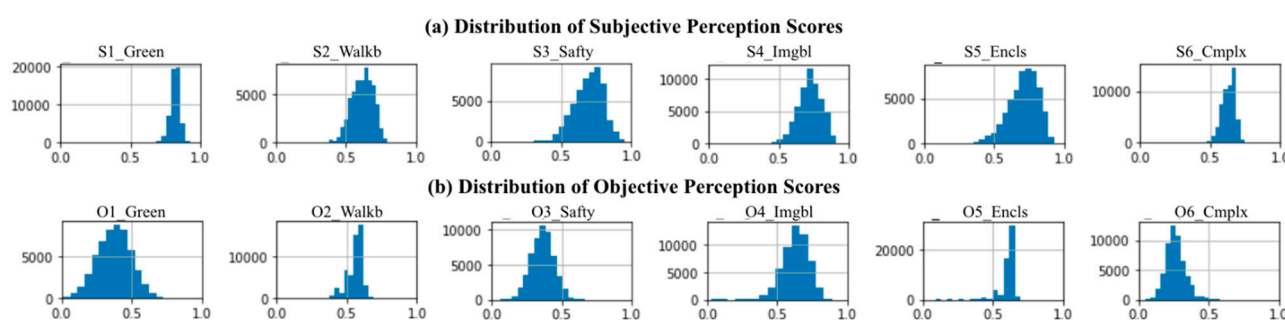 (a) Distribution of Subjective Perception Scores
S1_Green S2_Walkb S3_Safty S4_Imgbl S5_Encls S6_Cmplx
20000
10000
0
0.0 0.5 1.0
5000
0
0.0 0.5 1.0
5000
0
0.0 0.5 1.0
10000
5000
0
0.0 0.5 1.0
5000
0
0.0 0.5 1.0
10000
0
0.0 0.5 1.0
(b) Distribution of Objective Perception Scores
O1_Green O2_Walkb O3_Safty O4_Imgbl O5_Encls O6_Cmplx
5000
0
0.0 0.5 1.0
10000
0
0.0 0.5 1.0
10000
5000
0
0.0 0.5 1.0
10000
5000
0
0.0 0.5 1.0
20000
0
0.0 0.5 1.0
10000
5000
0
0.0 0.5 1.0